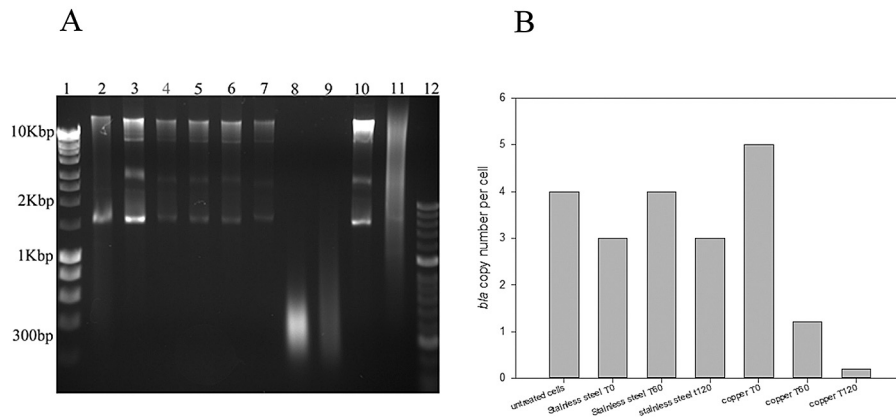 A
B
1 2 3 4 5 6 7 8 9 10 11 12
10Kbp
2Kbp
1Kbp
300bp
bla copy number per cell
6
5
4
3
2
1
0
untreated cells
Stainless steel T0
Stainless steel T60
stainless steel t120
copper T0
copper T60
copper T120